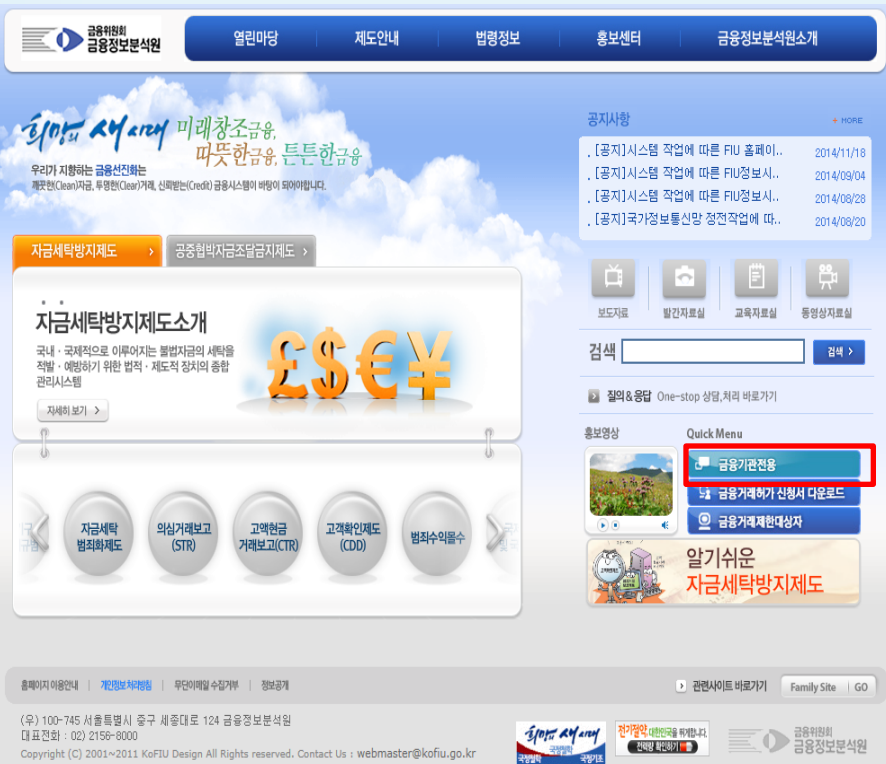 금융위원회
금융정보분석원
열린마당
제도안내
법령정보
홍보센터
금융정보분석원소개
희망의 새 시대
미래창조금융,
따뜻한금융, 튼튼한금융
우리가 지향하는 금융선진화는
깨끗한(Clean)자금, 투명한(Clear)거래, 신뢰받는(Credit) 금융시스템이 바탕이 되어야합니다.
공지사항
+ MORE
. [공지]시스템 작업에 따른 FIU 홈페이.. 2014/11/18
. [공지]시스템 작업에 따른 FIU정보시.. 2014/09/04
. [공지]시스템 작업에 따른 FIU정보시.. 2014/08/28
. [공지]국가정보통신망 정전작업에 따.. 2014/08/20
자금세탁방지제도 >
공중협박자금조달금지제도 >
자금세탁방지제도소개
국내 · 국제적으로 이루어지는 불법자금의 세탁을
적발 · 예방하기 위한 법적 · 제도적 장치의 종합
관리시스템
자세히 보기 >
£$€¥
보도자료
발간자료실
교육자료실
동영상자료실
검색
검색 >
질의&응답 One-stop 상담,처리 바로가기
홍보영상
Quick Menu
금융기관전용
금융거래허가 신청서 다운로드
금융거래제한대상자
알기쉬운
자금세탁방지제도
자금세탁
범죄화제도
의심거래보고
(STR)
고액현금
거래보고(CTR)
고객확인제도
(CDD)
범죄수익몰수
홈페이지 이용안내 | 개인정보처리방침 | 무단이메일 수집거부 | 정보공개
관련사이트 바로가기
Family Site | GO
(우) 100-745 서울특별시 중구 세종대로 124 금융정보분석원
대표전화 : 02) 2156-8000
Copyright (C) 2001~2011 KoFIU Design All Rights reserved. Contact Us : webmaster@kofiu.go.kr
희망의 새 시대
국정철학
국정기조
전기절약, 대한민국을 뛰게합니다.
전력량 확인하기
금융위원회
금융정보분석원